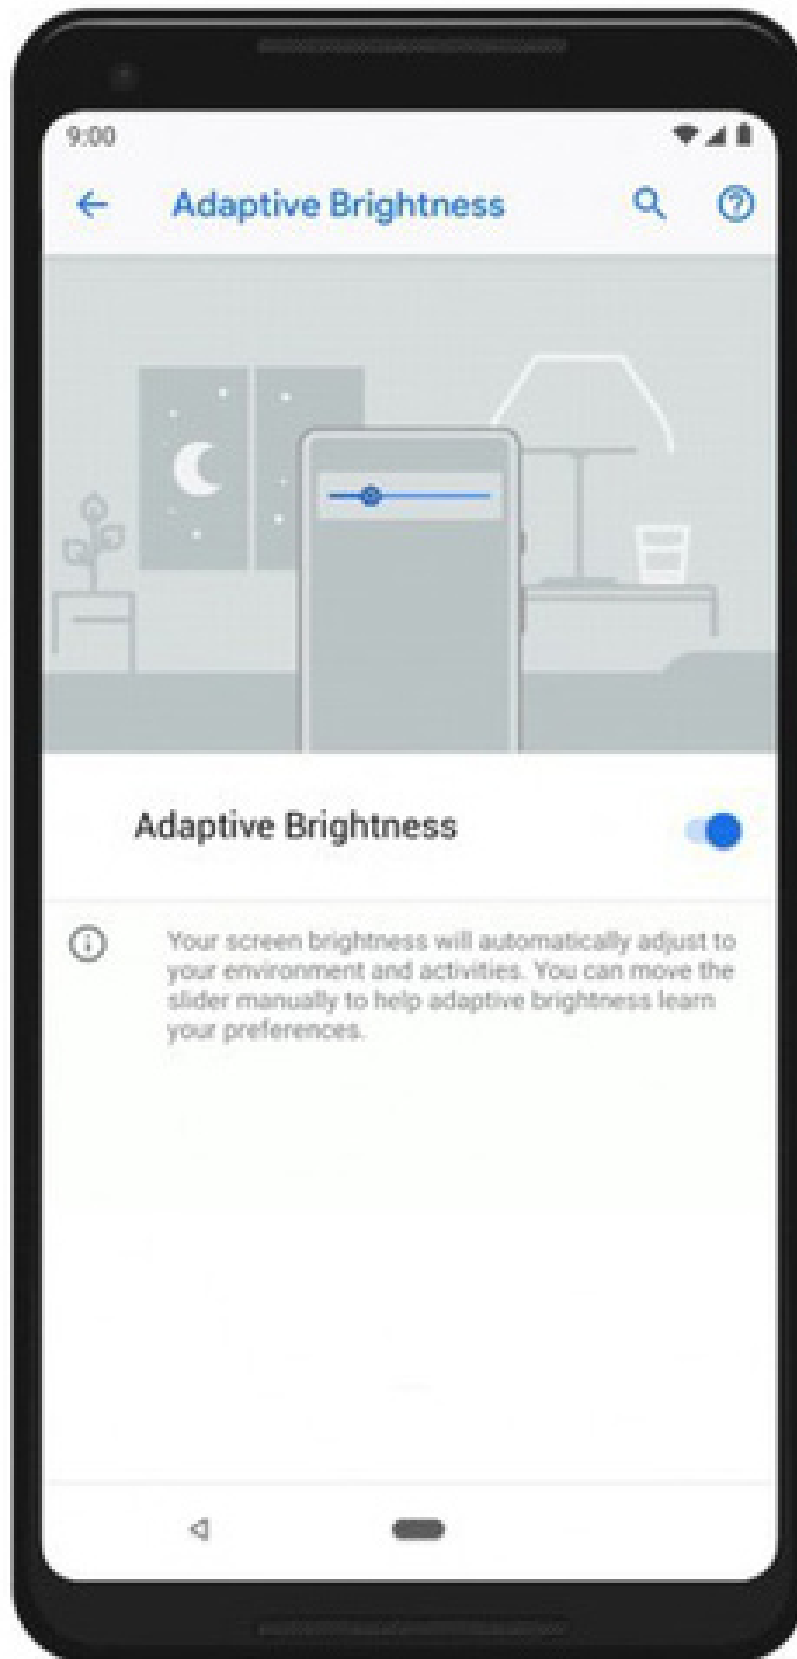 9:00
Adaptive Brightness
Adaptive Brightness
Your screen brightness will automatically adjust to
your environment and activities. You can move the
slider manually to help adaptive brightness learn
your preferences.